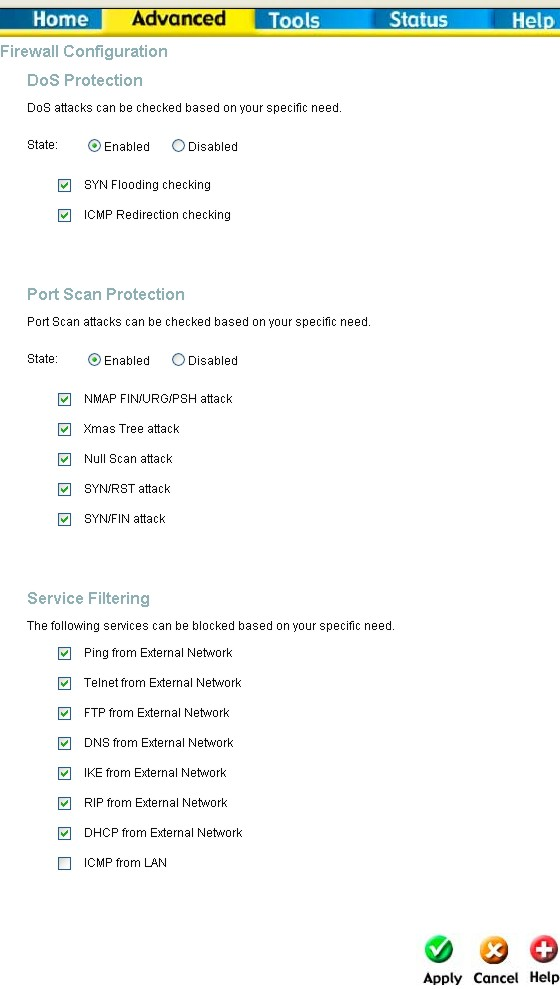 Home Advanced Tools Status Help
Firewall Configuration
DoS Protection
DoS attacks can be checked based on your specific need.
State: Enabled Disabled
SYN Flooding checking
ICMP Redirection checking
Port Scan Protection
Port Scan attacks can be checked based on your specific need.
State: Enabled Disabled
NMAP FIN/URG/PSH attack
Xmas Tree attack
Null Scan attack
SYN/RST attack
SYN/FIN attack
Service Filtering
The following services can be blocked based on your specific need.
Ping from External Network
Telnet from External Network
FTP from External Network
DNS from External Network
IKE from External Network
RIP from External Network
DHCP from External Network
ICMP from LAN
Apply Cancel Help